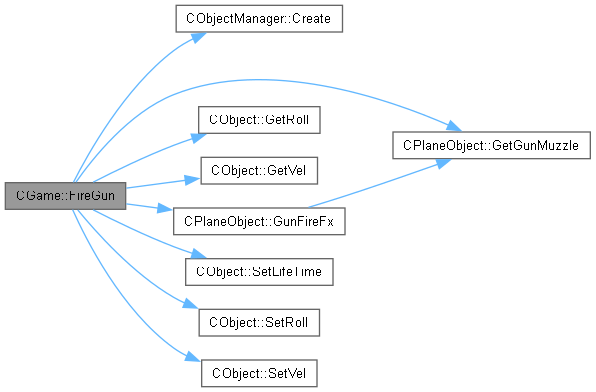 CObjectManager::Create
CObject::GetRoll
CPlaneObject::GetGunMuzzle
CObject::GetVel
CGame::FireGun
CPlaneObject::GunFireFx
CObject::SetLifeTime
CObject::SetRoll
CObject::SetVel